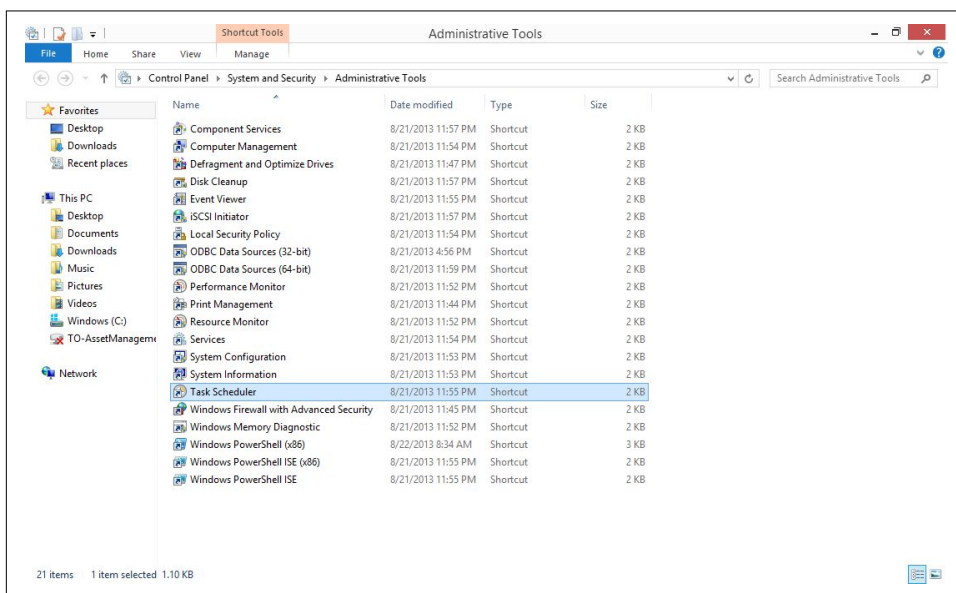 Shortcut Tools
Administrative Tools
File Home Share View Manage
Control Panel System and Security Administrative Tools
Search Administrative Tools
Favorites
Desktop
Downloads
Recent places
This PC
Desktop
Documents
Downloads
Music
Pictures
Videos
Windows (C:)
TO-AssetManageme
Network
Name Date modified Type Size
Component Services 8/21/2013 11:57 PM Shortcut 2 KB
Computer Management 8/21/2013 11:54 PM Shortcut 2 KB
Defragment and Optimize Drives 8/21/2013 11:47 PM Shortcut 2 KB
Disk Cleanup 8/21/2013 11:57 PM Shortcut 2 KB
Event Viewer 8/21/2013 11:55 PM Shortcut 2 KB
iSCSI Initiator 8/21/2013 11:57 PM Shortcut 2 KB
Local Security Policy 8/21/2013 11:54 PM Shortcut 2 KB
ODBC Data Sources (32-bit) 8/21/2013 4:56 PM Shortcut 2 KB
ODBC Data Sources (64-bit) 8/21/2013 11:59 PM Shortcut 2 KB
Performance Monitor 8/21/2013 11:52 PM Shortcut 2 KB
Print Management 8/21/2013 11:44 PM Shortcut 2 KB
Resource Monitor 8/21/2013 11:52 PM Shortcut 2 KB
Services 8/21/2013 11:54 PM Shortcut 2 KB
System Configuration 8/21/2013 11:53 PM Shortcut 2 KB
System Information 8/21/2013 11:53 PM Shortcut 2 KB
Task Scheduler 8/21/2013 11:55 PM Shortcut 2 KB
Windows Firewall with Advanced Security 8/21/2013 11:45 PM Shortcut 2 KB
Windows Memory Diagnostic 8/21/2013 11:52 PM Shortcut 2 KB
Windows PowerShell (x86) 8/22/2013 8:34 AM Shortcut 3 KB
Windows PowerShell ISE (x86) 8/21/2013 11:55 PM Shortcut 2 KB
Windows PowerShell ISE 8/21/2013 11:55 PM Shortcut 2 KB
21 items 1 item selected 1.10 KB